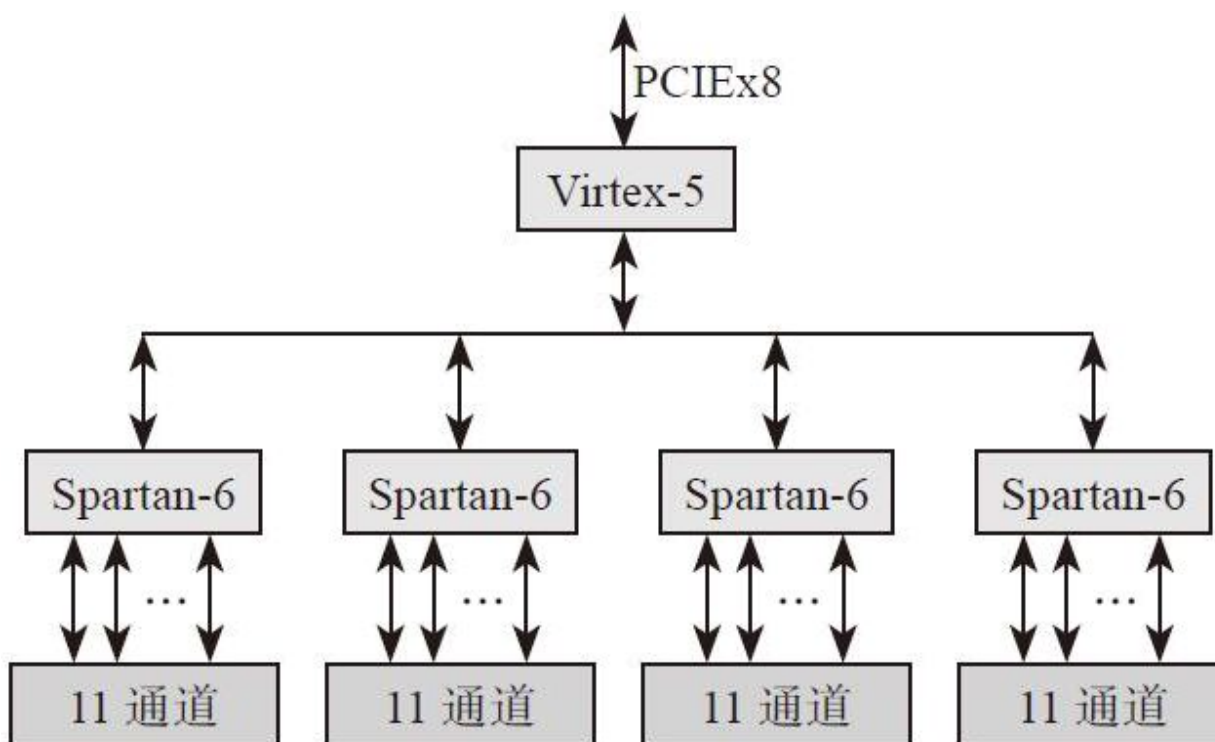 PCIEx8
Virtex-5
Spartan-6 Spartan-6 Spartan-6 Spartan-6
... ... ... ...
11 通道 11 通道 11 通道 11 通道